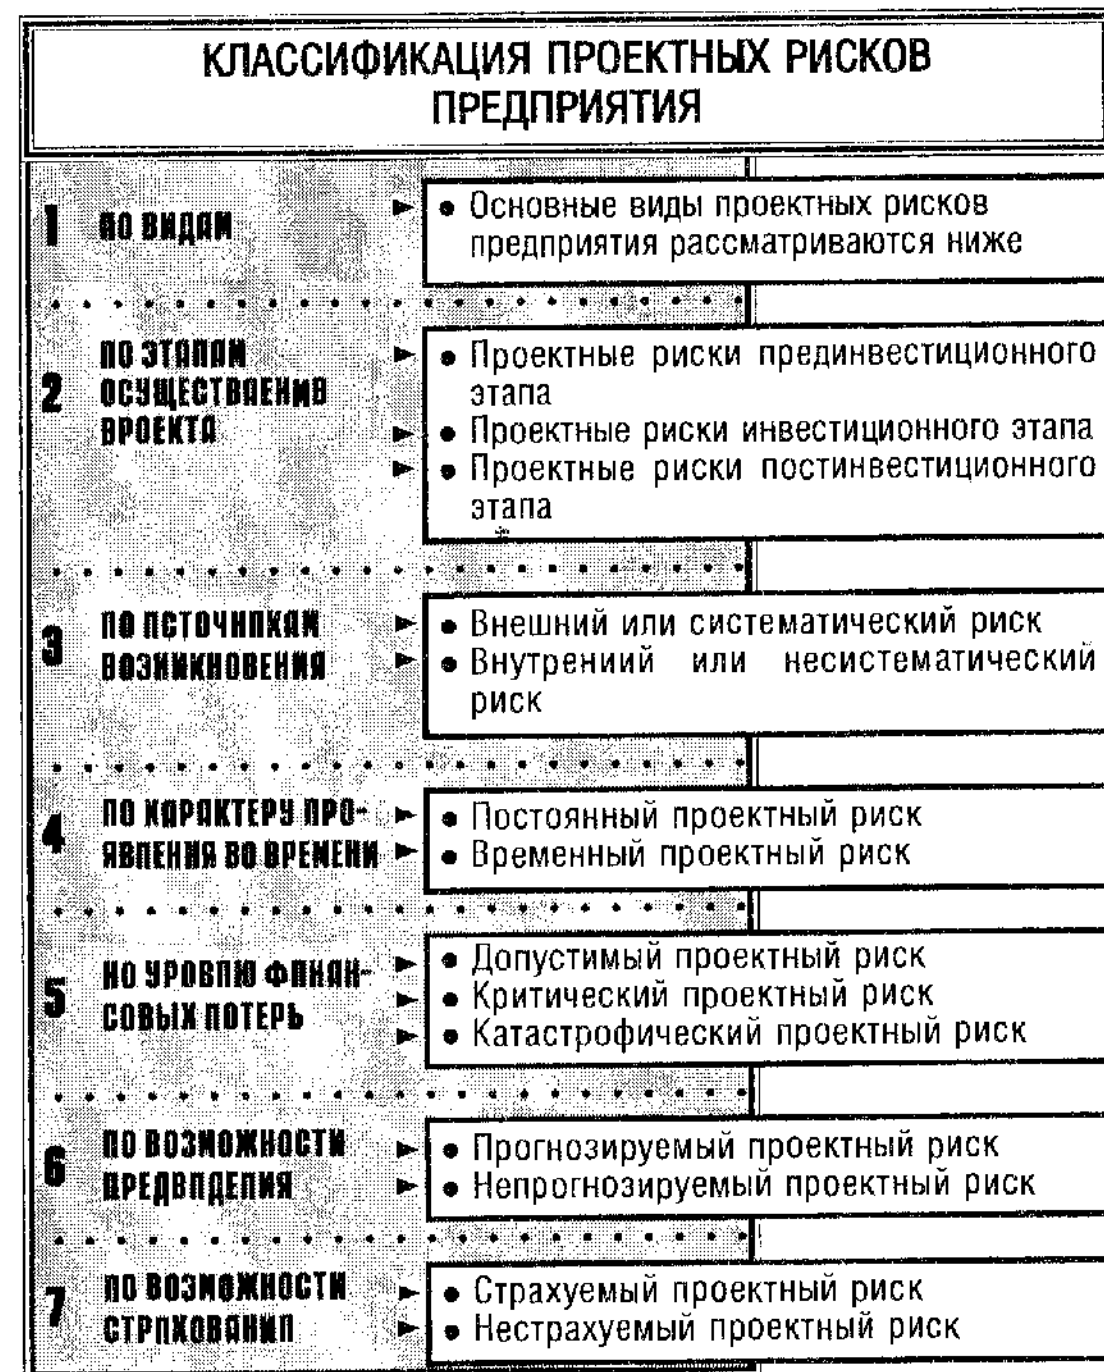 КЛАССИФИКАЦИЯ ПРОЕКТНЫХ РИСКОВ
ПРЕДПРИЯТИЯ
1 ПО ВИДАМ
• Основные виды проектных рисков
предприятия рассматриваются ниже
2 ПО ЭТАПАМ
ОСУЩЕСТВЛЕНИЯ
ПРОЕКТА
• Проектные риски прединвестиционного
этапа
• Проектные риски инвестиционного этапа
• Проектные риски постинвестиционного
этапа
3 ПО ИСТОЧНИКАМ
ВОЗНИКНОВЕНИЯ
• Внешний или систематический риск
• Внутрениий или несистематический
риск
4 ПО ХАРАКТЕРУ ПРО-
ЯВЛЕНИЯ ВО ВРЕМЕНИ
• Постоянный проектный риск
• Временный проектный риск
5 ПО УРОВНЮ ФИНАН-
СОВЫХ ПОТЕРЬ
• Допустимый проектный риск
• Критический проектный риск
• Катастрофический проектный риск
6 ПО ВОЗМОЖНОСТИ
ПРЕДВИДЕНИЯ
• Прогнозируемый проектный риск
• Непрогнозируемый проектный риск
7 ПО ВОЗМОЖНОСТИ
СТРАХОВАНИЯ
• Страхуемый проектный риск
• Нестрахуемый проектный риск